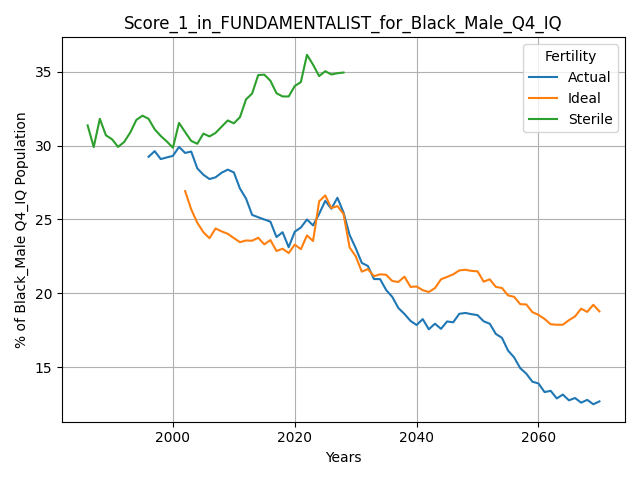 Score_1_in_FUNDAMENTALIST_for_Black_Male_Q4_IQ
Fertility
Actual
Ideal
Sterile
% of Black_Male Q4_IQ Population
35
30
25
20
15
2000
2020
2040
2060
Years